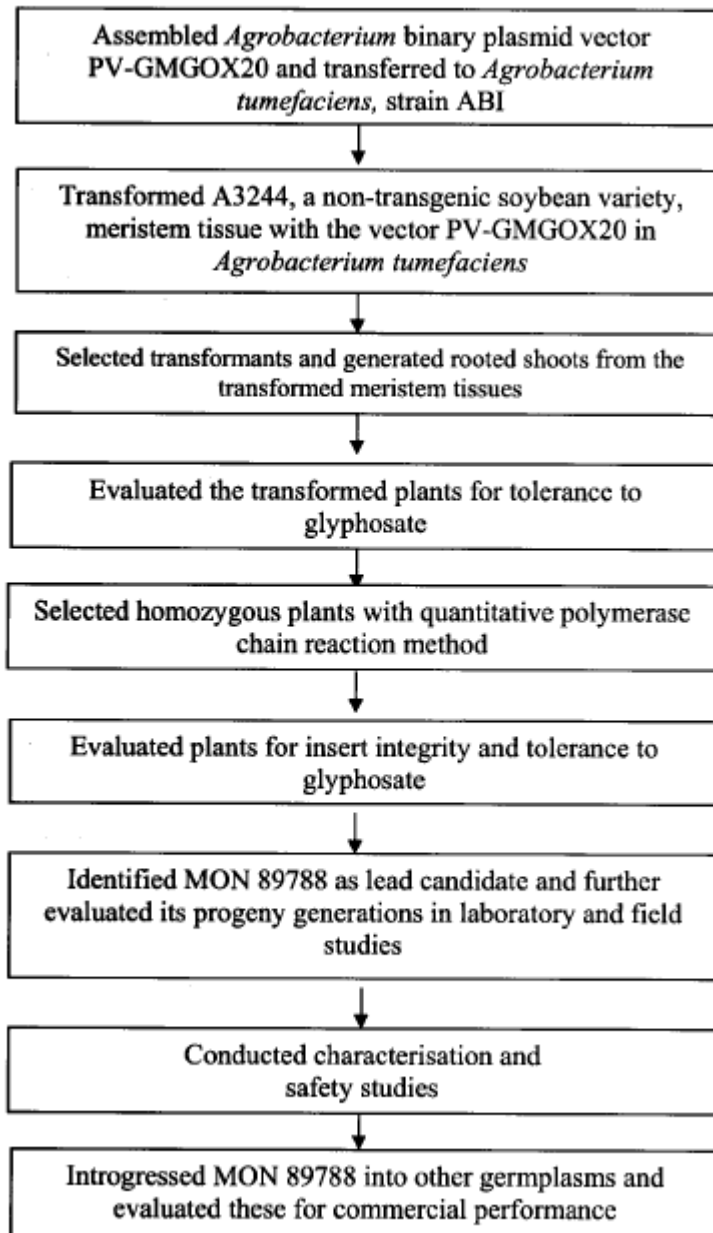 Assembled Agrobacterium binary plasmid vector
PV-GMGOX20 and transferred to Agrobacterium
tumefaciens, strain ABI
Transformed A3244, a non-transgenic soybean variety,
meristem tissue with the vector PV-GMGOX20 in
Agrobacterium tumefaciens
Selected transformants and generated rooted shoots from the
transformed meristem tissues
Evaluated the transformed plants for tolerance to
glyphosate
Selected homozygous plants with quantitative polymerase
chain reaction method
Evaluated plants for insert integrity and tolerance to
glyphosate
Identified MON 89788 as lead candidate and further
evaluated its progeny generations in laboratory and field
studies
Conducted characterisation and
safety studies
Introgressed MON 89788 into other germplasms and
evaluated these for commercial performance